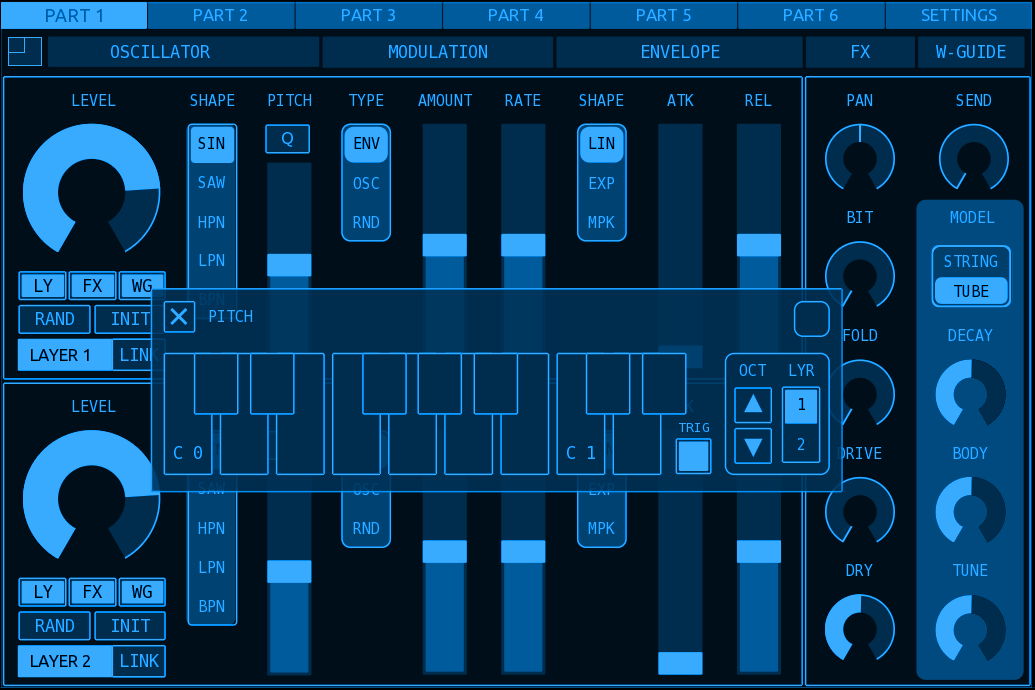 PART 1 PART 2 PART 3 PART 4 PART 5 PART 6 SETTINGS
OSCILLATOR MODULATION ENVELOPE FX W-GUIDE
LEVEL SHAPE PITCH TYPE AMOUNT RATE SHAPE ATK REL PAN SEND
SIN Q ENV LIN
SAW OSC EXP
HPN RND MPK BIT MODEL
LPN STRING
LY FX WG TUBE
BPN
PITCH
RAND INIT
FOLD DECAY
LAYER 1 LINK
OCT LYR
1
LEVEL
TRIG
2
C 0 C 1 DRIVE BODY
SAW OSC EXP
HPN RND MPK
LPN DRY TUNE
LY FX WG
BPN
RAND INIT
LAYER 2 LINK